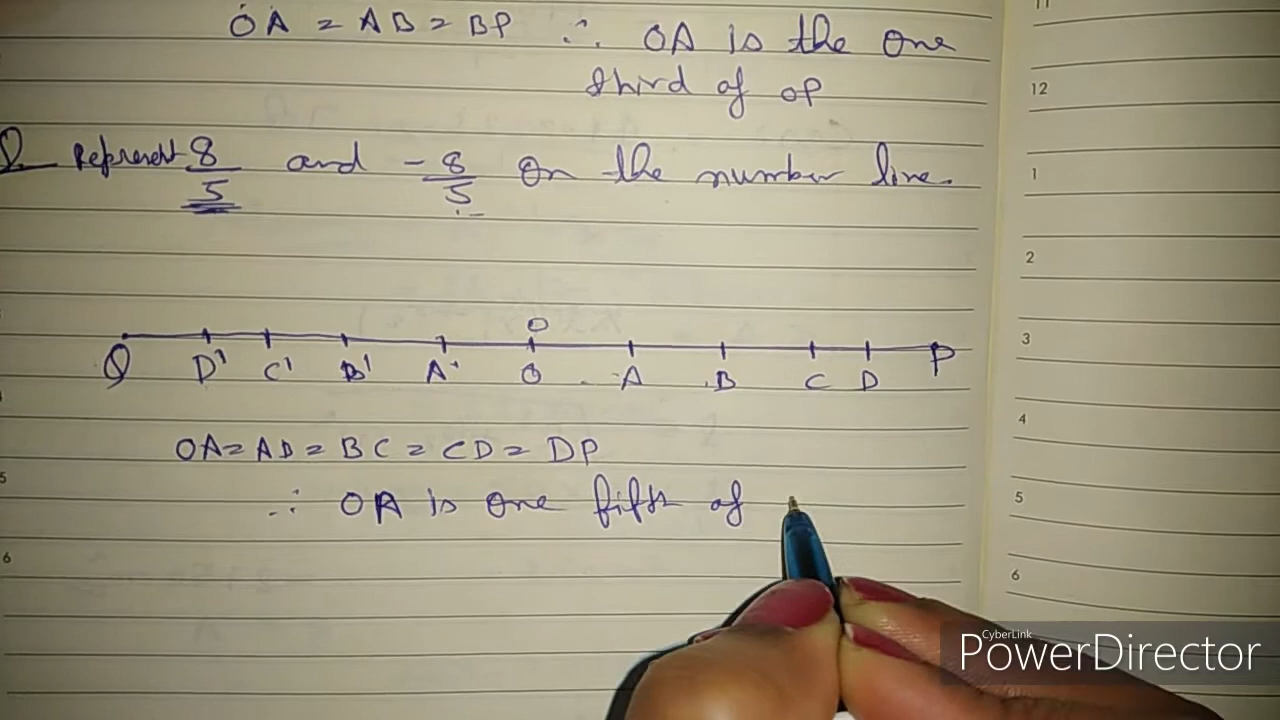 OA = AB = BP ∴ OA is the one
third of OP
Q Represent 8/5 and -8/5 on the number line.
O
Q D' C' B' A' O A B C D P
OA = AD = BC = CD = DP
∴ OA is one fifth of
11
12
1
2
3
4
5
6
5
6
CyberLink
PowerDirector